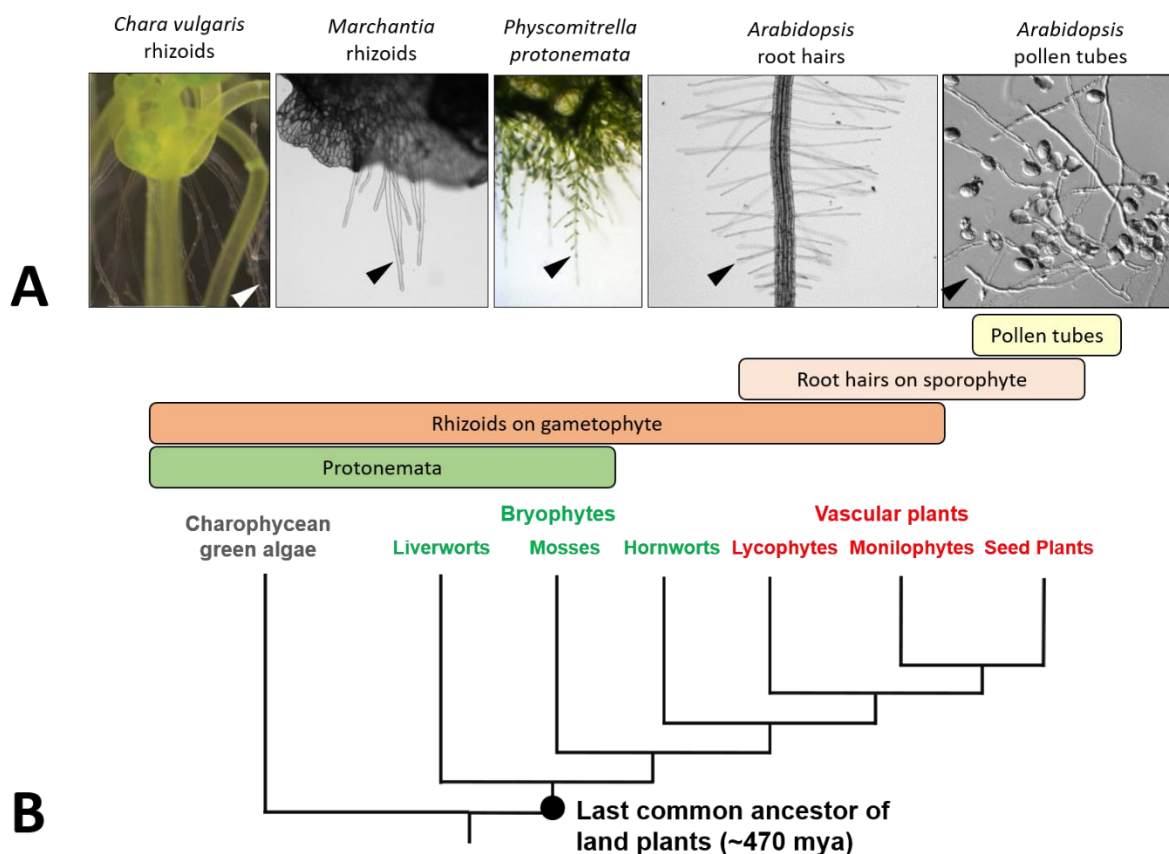 Chara vulgaris
rhizoids
Marchantia
rhizoids
Physcomitrella
protonemata
Arabidopsis
root hairs
Arabidopsis
pollen tubes
A
Pollen tubes
Root hairs on sporophyte
Rhizoids on gametophyte
Protonemata
Charophycean
green algae
Bryophytes
Vascular plants
Liverworts
Mosses
Hornworts
Lycophytes
Monilophytes
Seed Plants
B
Last common ancestor of
land plants (~470 mya)